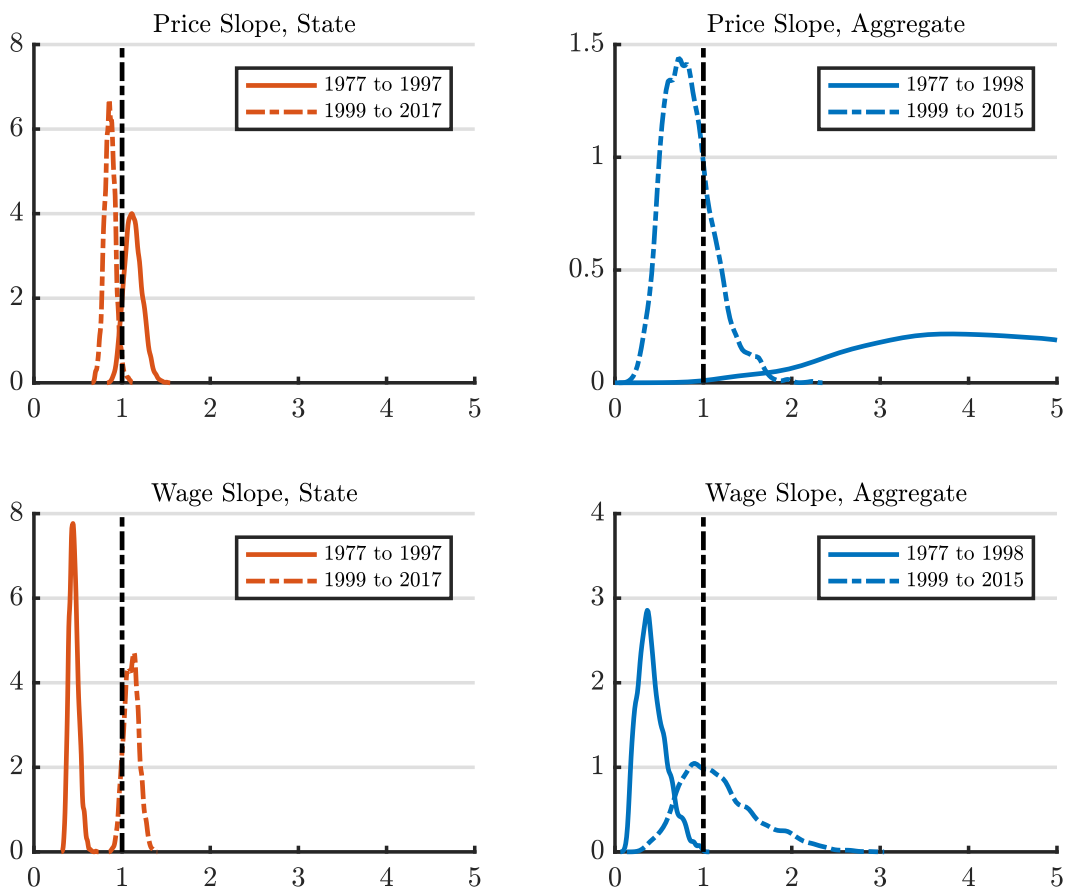 Price Slope, State
8
6
4
2
0
0 1 2 3 4 5
1977 to 1997
1999 to 2017
Price Slope, Aggregate
1.5
1
0.5
0
0 1 2 3 4 5
1977 to 1998
1999 to 2015
Wage Slope, State
8
6
4
2
0
0 1 2 3 4 5
1977 to 1997
1999 to 2017
Wage Slope, Aggregate
4
3
2
1
0
0 1 2 3 4 5
1977 to 1998
1999 to 2015